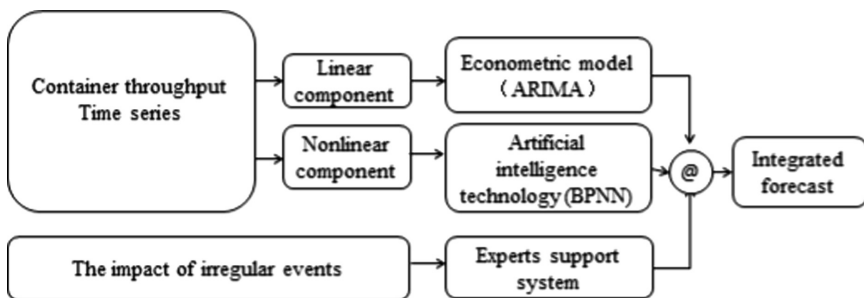 Container throughput
Time series
Linear
component
Econometric model
（ARIMA）
Nonlinear
component
Artificial
intelligence
technology(BPNN)
@
Integrated
forecast
The impact of irregular events
Experts support
system